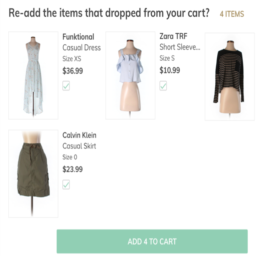 Re-add the items that dropped from your cart?
4 ITEMS
Funktional
Casual Dress
Size XS
$36.99
Zara TRF
Short Sleeve...
Size S
$10.99
Calvin Klein
Casual Skirt
Size 0
$23.99
ADD 4 TO CART